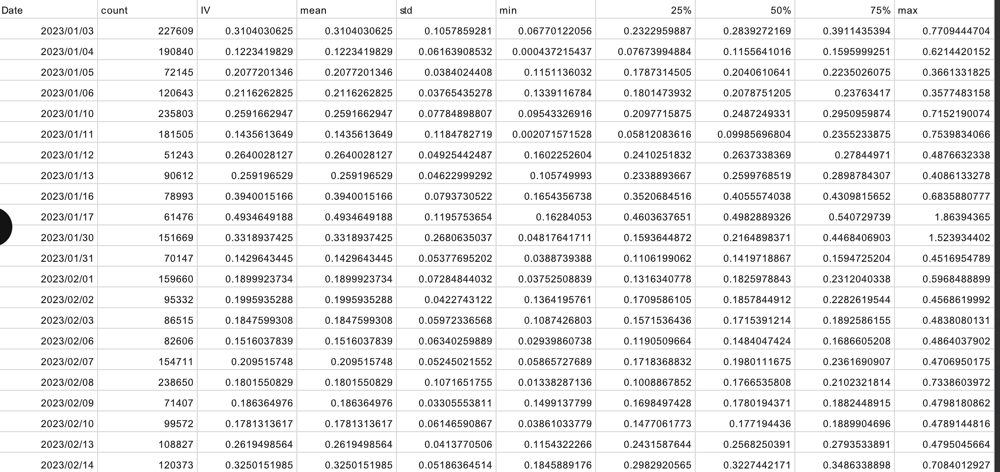 Date count IV mean std min 25% 50% 75% max
2023/01/03 227609 0.3104030625 0.3104030625 0.1057859281 0.06770122056 0.2322959887 0.2839272169 0.3911435394 0.7709444704
2023/01/04 190840 0.1223419829 0.1223419829 0.06163908532 0.000437215437 0.07673994884 0.1155641016 0.1595999251 0.6214420152
2023/01/05 72145 0.2077201346 0.2077201346 0.0384024408 0.1151136032 0.1787314505 0.2040610641 0.2235026075 0.3661331825
2023/01/06 120643 0.2116262825 0.2116262825 0.03765435278 0.1339116784 0.1801473932 0.2078751205 0.23763417 0.3577483158
2023/01/10 235803 0.2591662947 0.2591662947 0.07784898807 0.09543326916 0.2097715875 0.2487249331 0.2950959874 0.7152190074
2023/01/11 181505 0.1435613649 0.1435613649 0.1184782719 0.002071571528 0.05812083616 0.09985696804 0.2355233875 0.7539834066
2023/01/12 51243 0.2640028127 0.2640028127 0.04925442487 0.1602252604 0.2410251832 0.2637338369 0.27844971 0.4876632338
2023/01/13 90612 0.259196529 0.259196529 0.04622999292 0.105749993 0.2338893667 0.2599768519 0.2898784307 0.4086133278
2023/01/16 78993 0.3940015166 0.3940015166 0.0793730522 0.1654356738 0.3520684516 0.4055574038 0.4309815652 0.6835880777
2023/01/17 61476 0.4934649188 0.4934649188 0.1195753654 0.16284053 0.4603637651 0.4982889326 0.540729739 1.86394365
2023/01/30 151669 0.3318937425 0.3318937425 0.2680635037 0.04817641711 0.1593644872 0.2164898371 0.4468406903 1.523934402
2023/01/31 70147 0.1429643445 0.1429643445 0.05377695202 0.0388739388 0.1106199062 0.1419718867 0.1594725204 0.4516954789
2023/02/01 159660 0.1899923734 0.1899923734 0.07284844032 0.03752508839 0.1316340778 0.1825978843 0.2312040338 0.5968488899
2023/02/02 95332 0.1995935288 0.1995935288 0.0422743122 0.1364195761 0.1709586105 0.1857844912 0.2282619544 0.4568619992
2023/02/03 86515 0.1847599308 0.1847599308 0.05972336568 0.1087426803 0.1571536436 0.1715391214 0.1892586155 0.4838080131
2023/02/06 82606 0.1516037839 0.1516037839 0.06340259889 0.02939860738 0.1190509664 0.1484047424 0.1686605208 0.4864037902
2023/02/07 154711 0.209515748 0.209515748 0.05245021552 0.05865727689 0.1718368832 0.1980111675 0.2361690907 0.4706950175
2023/02/08 238650 0.1801550829 0.1801550829 0.1071651755 0.01338287136 0.1008867852 0.1766535808 0.2102321814 0.7338603972
2023/02/09 71407 0.186364976 0.186364976 0.03305553811 0.1499137799 0.1698497428 0.1780194371 0.1882448915 0.4798180862
2023/02/10 99572 0.1781313617 0.1781313617 0.06146590867 0.03861033779 0.1477061773 0.177194436 0.1889904696 0.4789144816
2023/02/13 108827 0.2619498564 0.2619498564 0.0413770506 0.1154322266 0.2431587644 0.2568250391 0.2793533891 0.4795045664
2023/02/14 120373 0.3250151985 0.3250151985 0.05186364514 0.1845889176 0.2982920565 0.3227442171 0.3486338898 0.7084012927